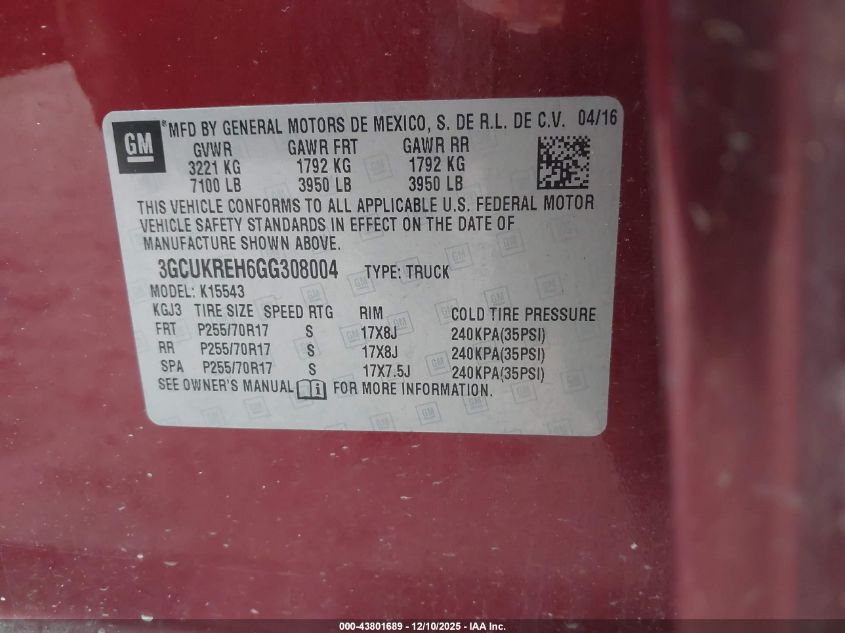 GM
®MFD BY GENERAL MOTORS DE MEXICO, S. DE R.L. DE C.V. 04/16
GVWR GAWR FRT GAWR RR
3221 KG 1792 KG 1792 KG
7100 LB 3950 LB 3950 LB
THIS VEHICLE CONFORMS TO ALL APPLICABLE U.S. FEDERAL MOTOR
VEHICLE SAFETY STANDARDS IN EFFECT ON THE DATE OF
MANUFACTURE SHOWN ABOVE.
3GCUKREH6GG308004 TYPE: TRUCK
MODEL: K15543
KGJ3 TIRE SIZE SPEED RTG RIM COLD TIRE PRESSURE
FRT P255/70R17 S 17X8J 240KPA(35PSI)
RR P255/70R17 S 17X8J 240KPA(35PSI)
SPA P255/70R17 S 17X7.5J 240KPA(35PSI)
SEE OWNER'S MANUAL FOR MORE INFORMATION.
000-43801689 - 12/10/2025 - IAA Inc.